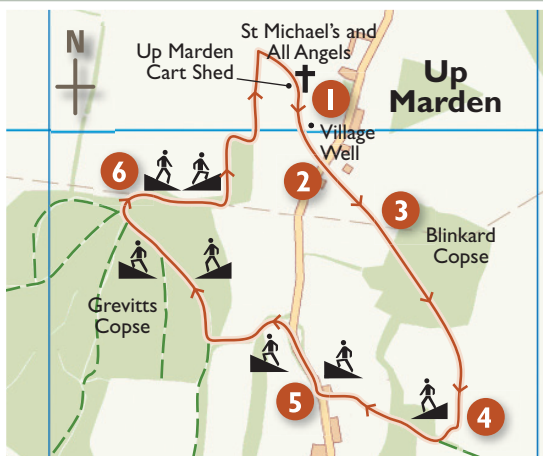 N
St Michael's and
All Angels
Up Marden
Cart Shed
Up
Marden
1
Village
Well
2
3
6
Blinkard
Copse
Grevitts
Copse
5
4